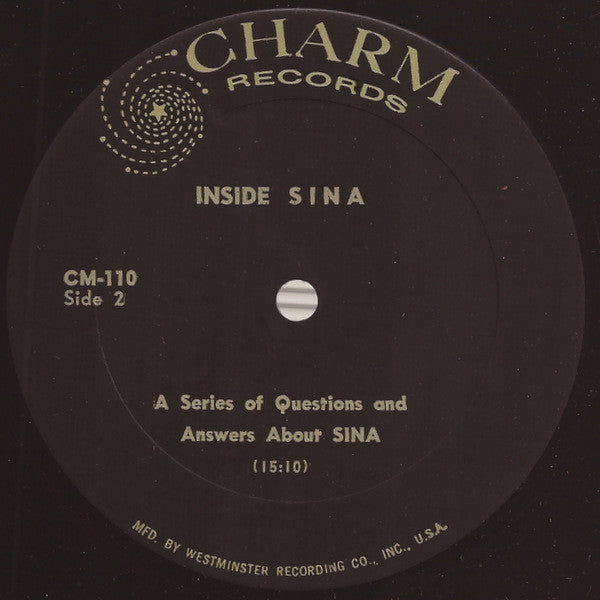 CHARM
RECORDS
INSIDE SINA
CM-110
Side 2
A Series of Questions and
Answers About SINA
(15:10)
MFD. BY WESTMINSTER RECORDING CO., INC., U.S.A.